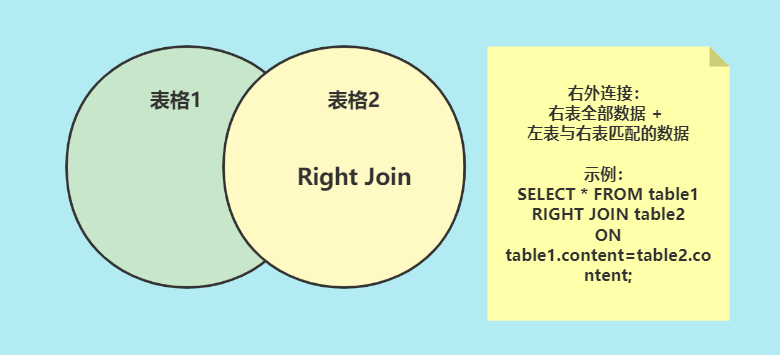 表格1
表格2
Right Join
右外连接：
右表全部数据 +
左表与右表匹配的数据
示例：
SELECT * FROM table1
RIGHT JOIN table2
ON
table1.content=table2.co
ntent;